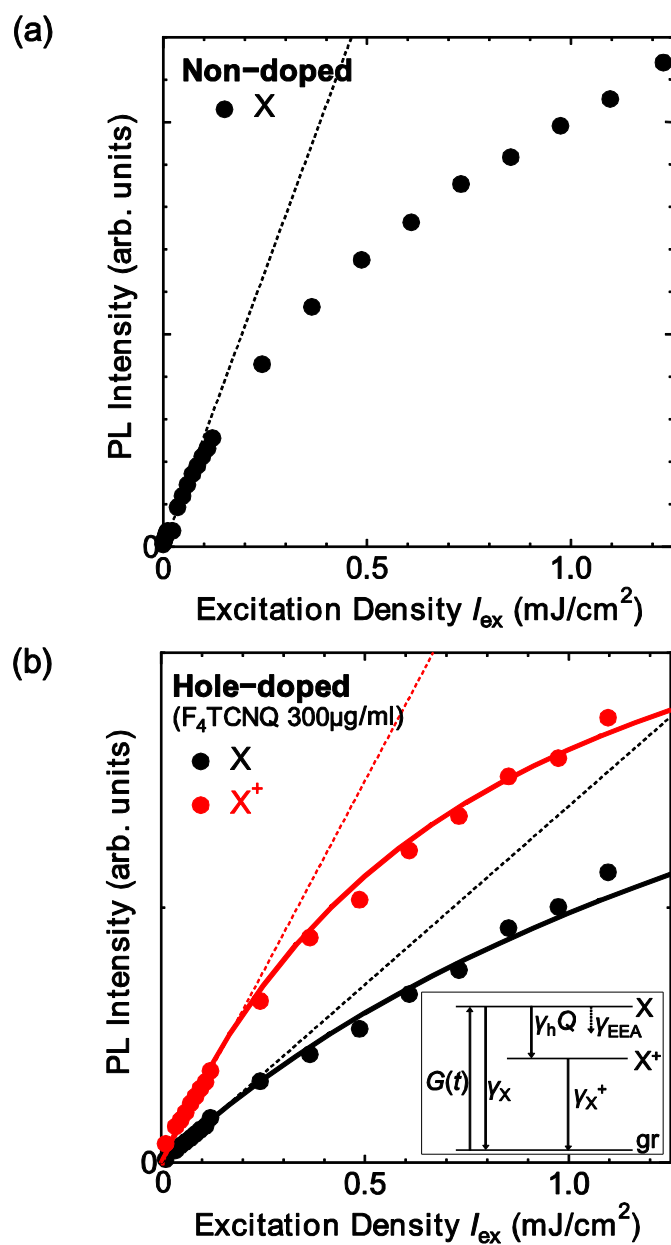 (a)
Non-doped
X
PL Intensity (arb. units)
0
0 0.5 1.0
Excitation Density Iex (mJ/cm²)
(b)
Hole-doped
(F₄TCNQ 300μg/ml)
X
X⁺
PL Intensity (arb. units)
X
γhQ γEEA
X⁺
G(t) γX γX⁺
gr
0
0 0.5 1.0
Excitation Density Iex (mJ/cm²)